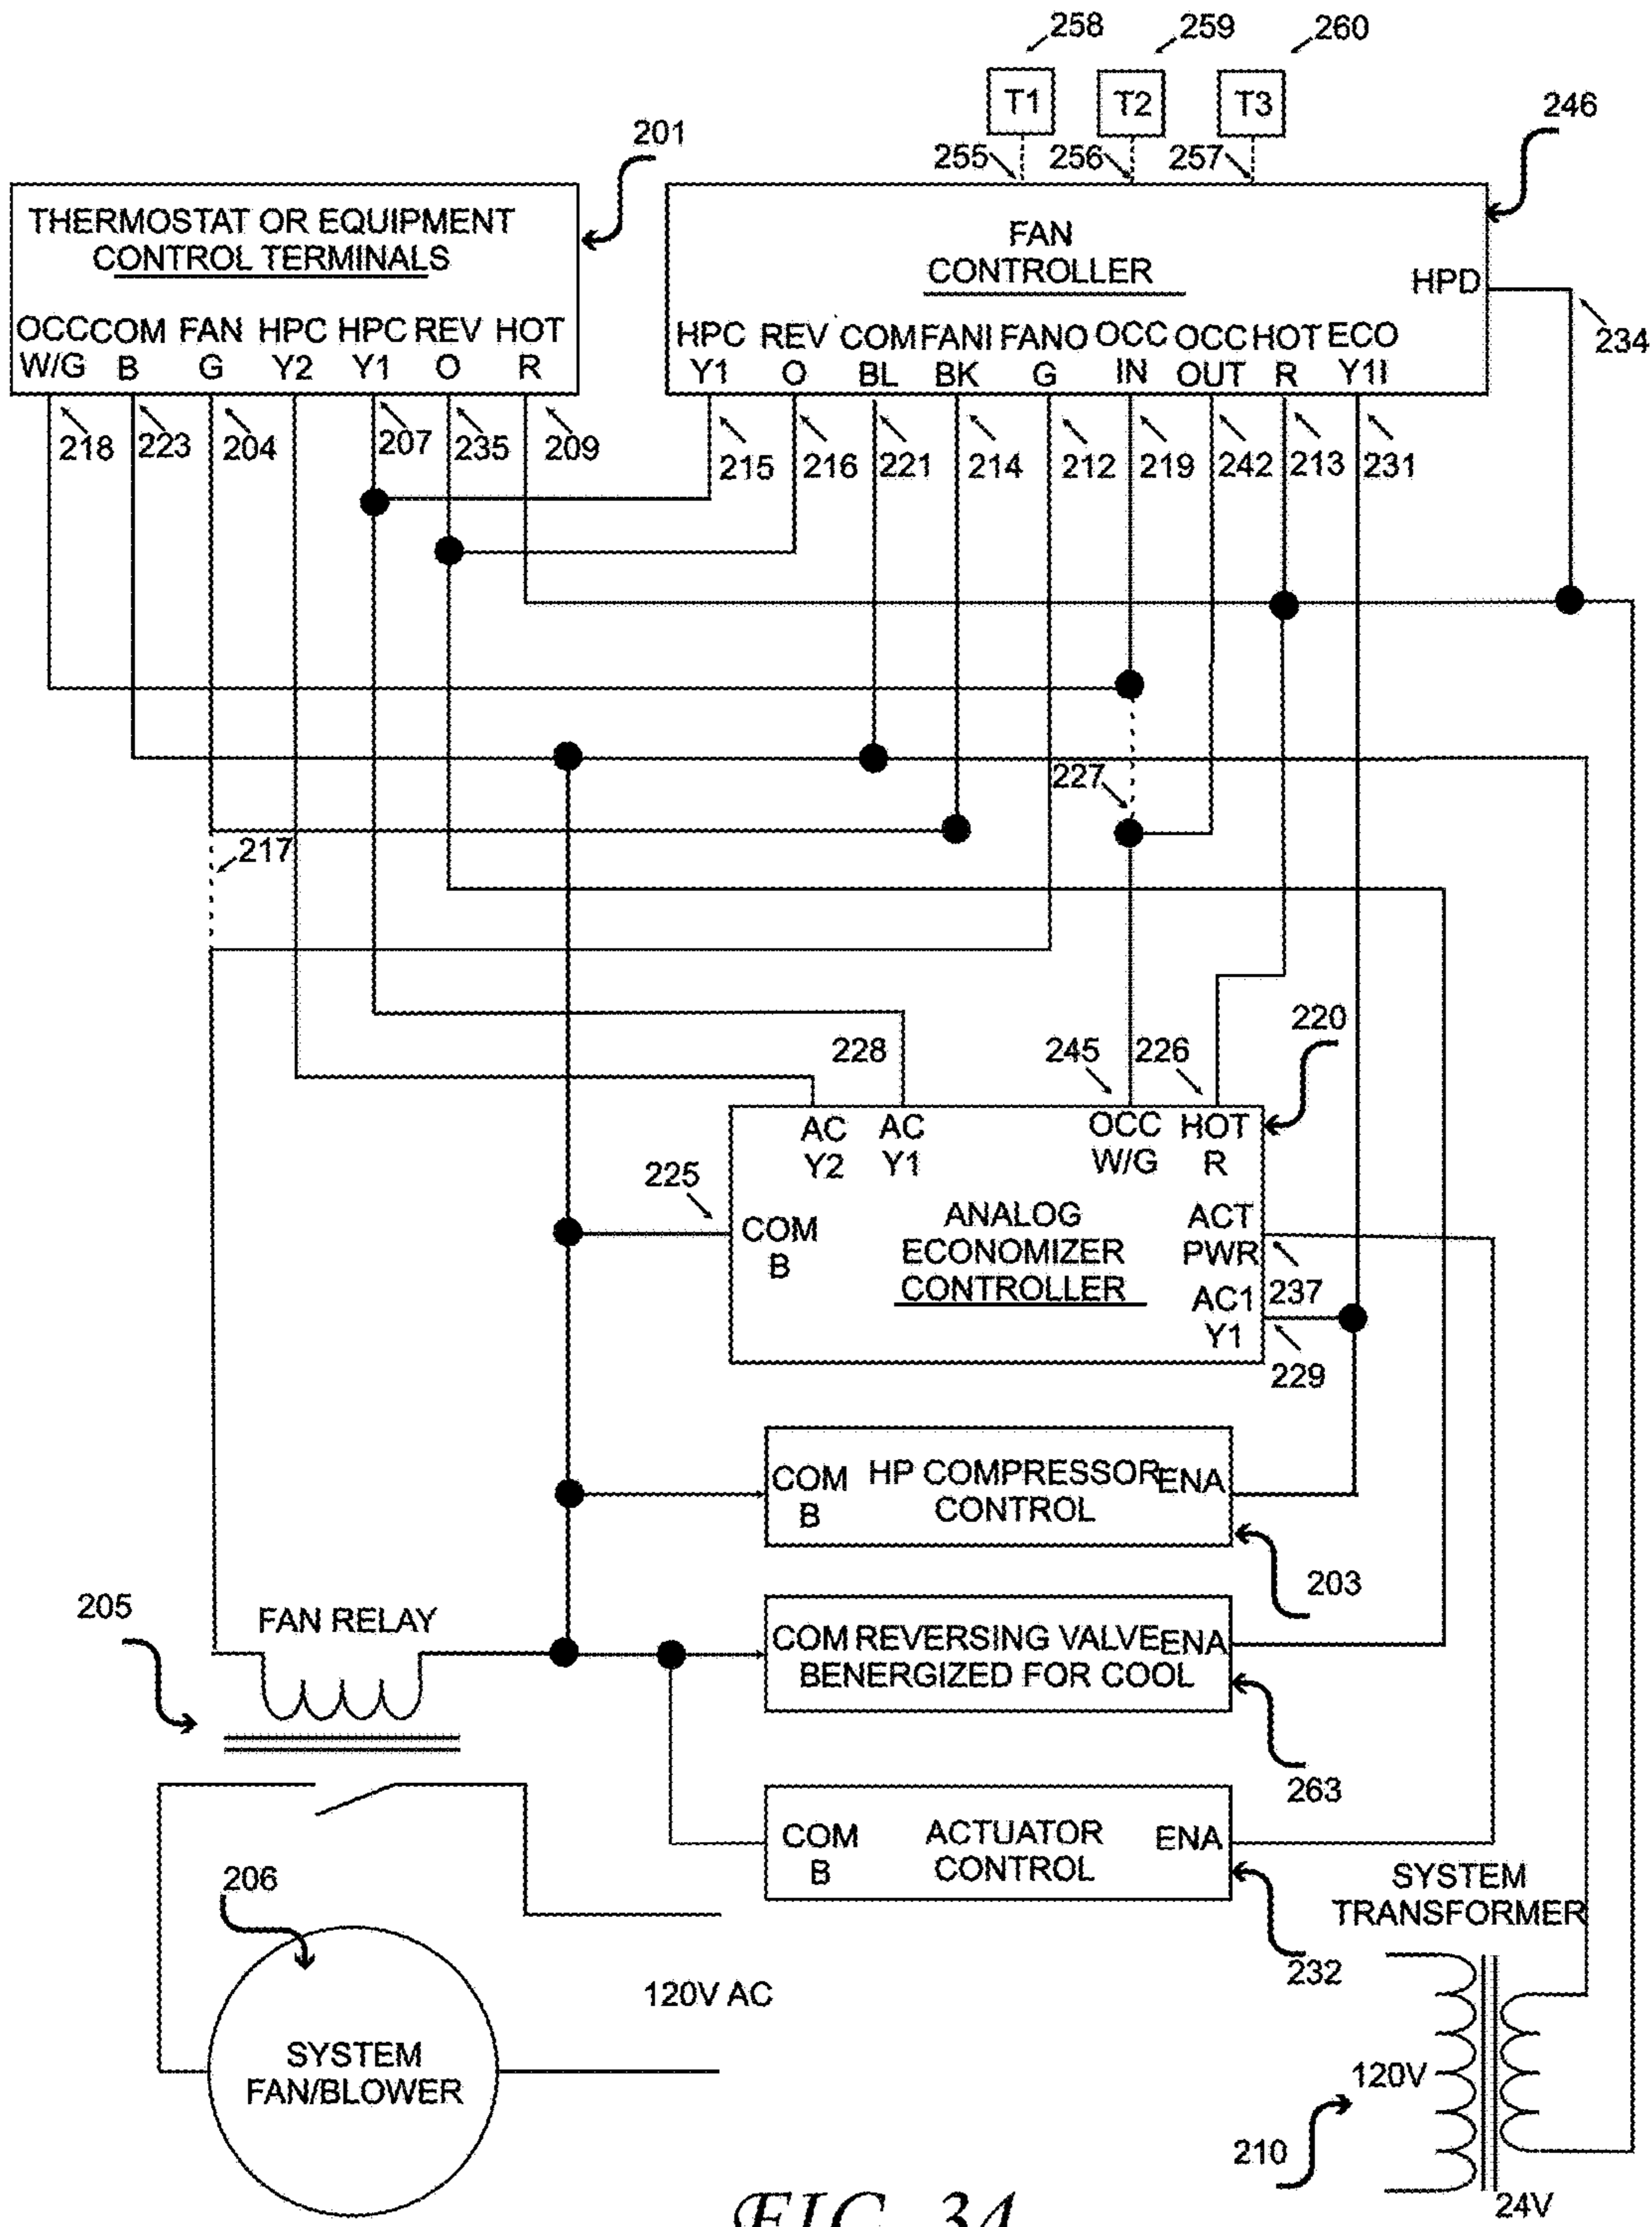 258
259
260
T1
T2
T3
246
201
255
256
257
THERMOSTAT OR EQUIPMENT
CONTROL TERMINALS
FAN
CONTROLLER
HPD
234
OCC COM FAN HPC HPC REV HOT
W/G B G Y2 Y1 O R
HPC REV COM FANI FANO OCC OCC HOT ECO
Y1 O BL BK G IN OUT R Y1I
218
223
204
207
235
209
215
216
221
214
212
219
242
213
231
227
217
228
245
226
220
AC AC OCC HOT
Y2 Y1 W/G R
225
COM
B
ANALOG
ECONOMIZER
CONTROLLER
ACT
PWR
237
AC1
Y1
229
COM
B
HP COMPRESSOR
CONTROL
ENA
203
205
FAN RELAY
COM REVERSING VALVE ENA
BENERGIZED FOR COOL
263
COM
B
ACTUATOR
CONTROL
ENA
232
206
SYSTEM
TRANSFORMER
120V AC
SYSTEM
FAN/BLOWER
120V
210
24V
FIG. 34